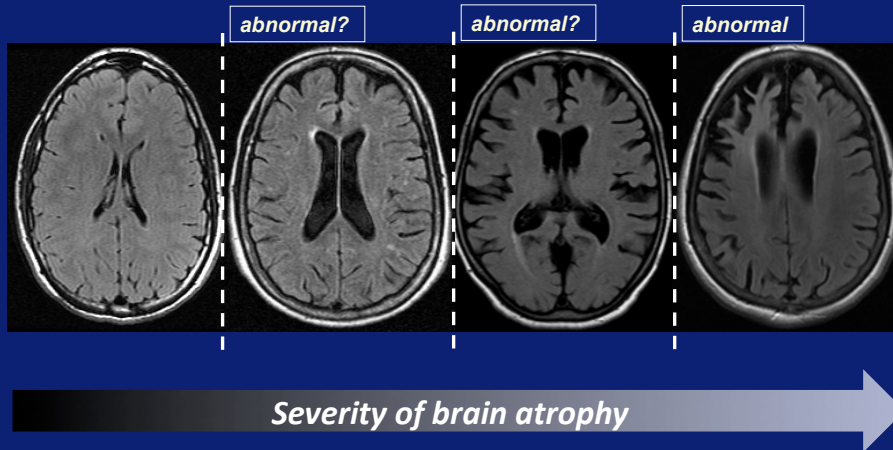 abnormal?
abnormal?
abnormal
Severity of brain atrophy